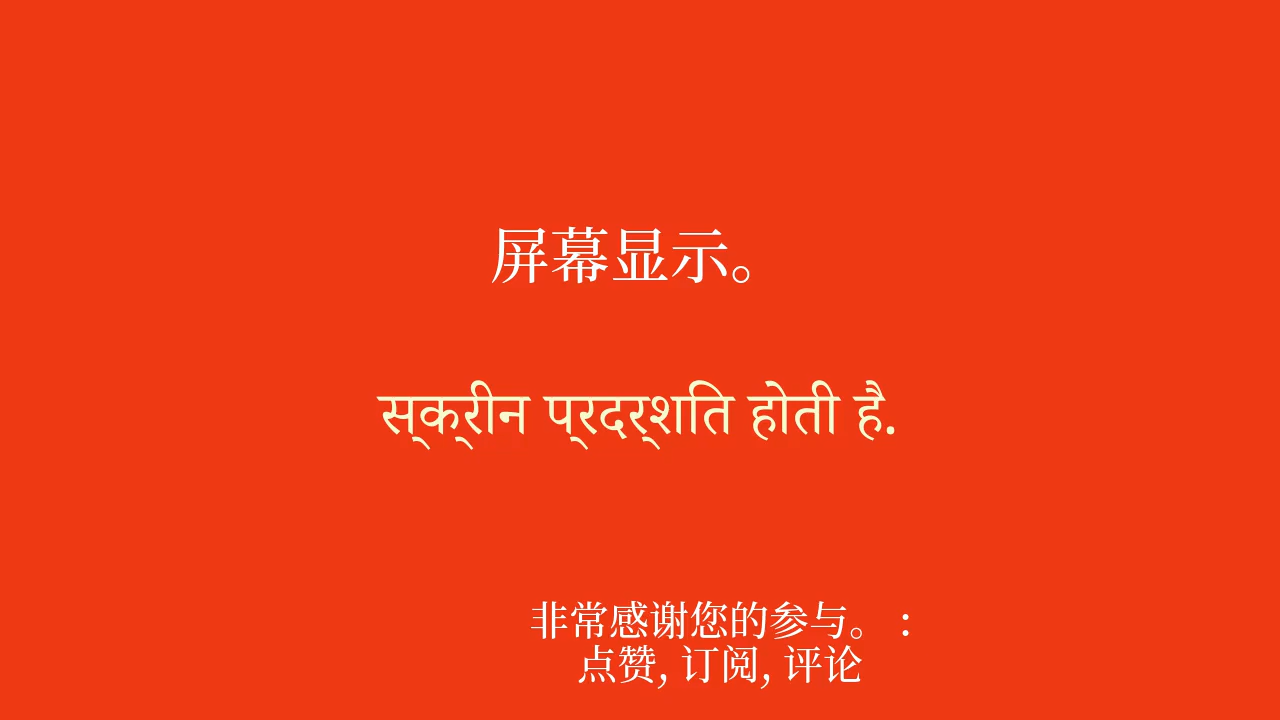 屏幕显示。
स्क्रीन प्रदर्शति होती है.
非常感谢您的参与。 :
点赞, 订阅, 评论